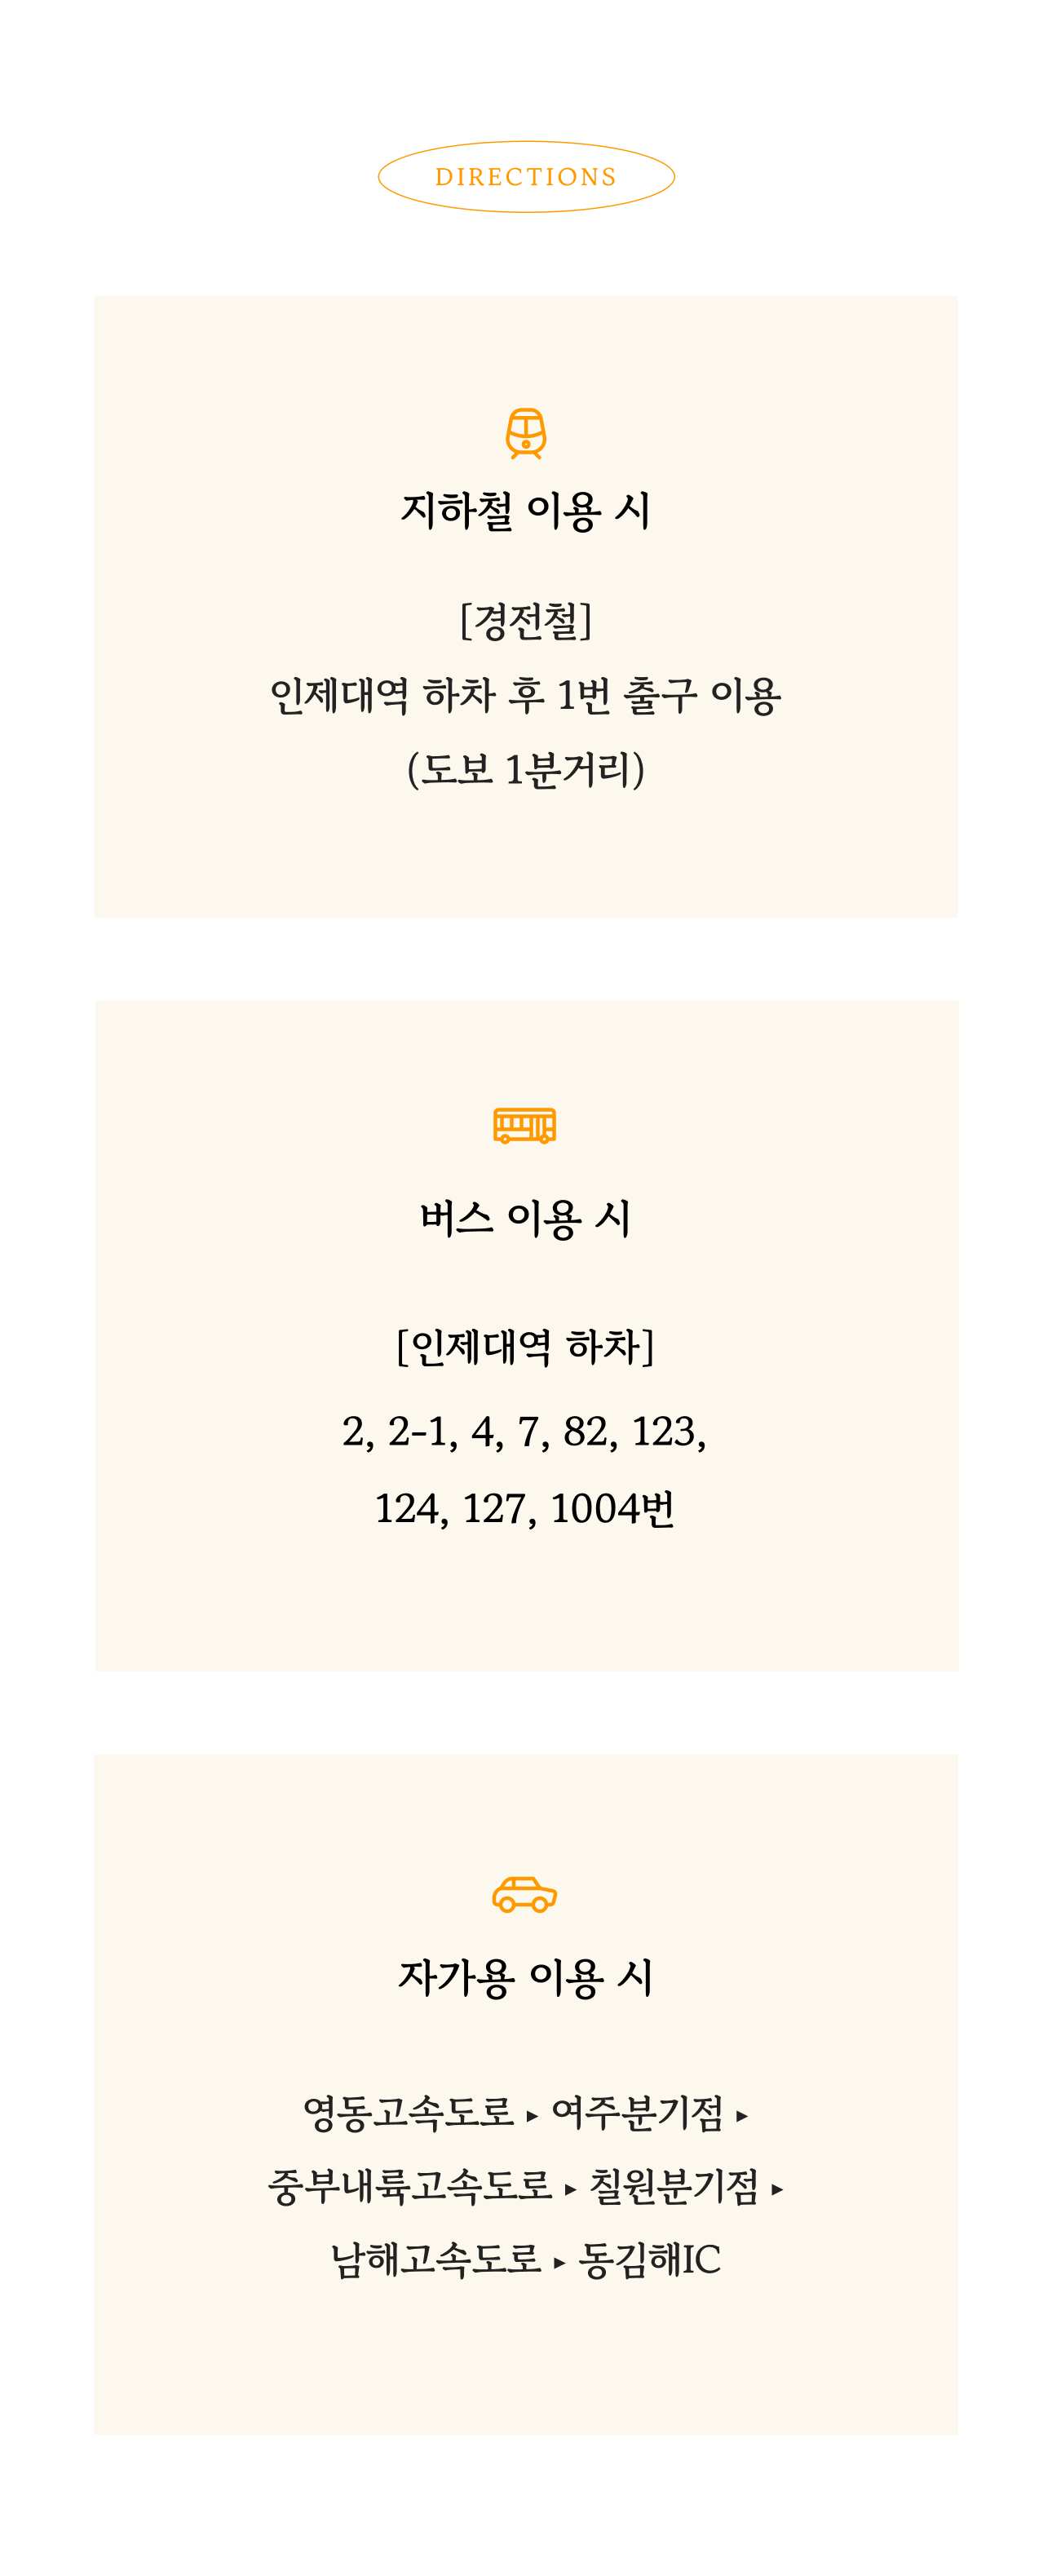 DIRECTIONS
지하철 이용 시
[경전철]
인제대역 하차 후 1번 출구 이용
(도보 1분거리)
버스 이용 시
[인제대역 하차]
2, 2-1, 4, 7, 82, 123,
124, 127, 1004번
자가용 이용 시
영동고속도로 ▸ 여주분기점 ▸
중부내륙고속도로 ▸ 칠원분기점 ▸
남해고속도로 ▸ 동김해IC